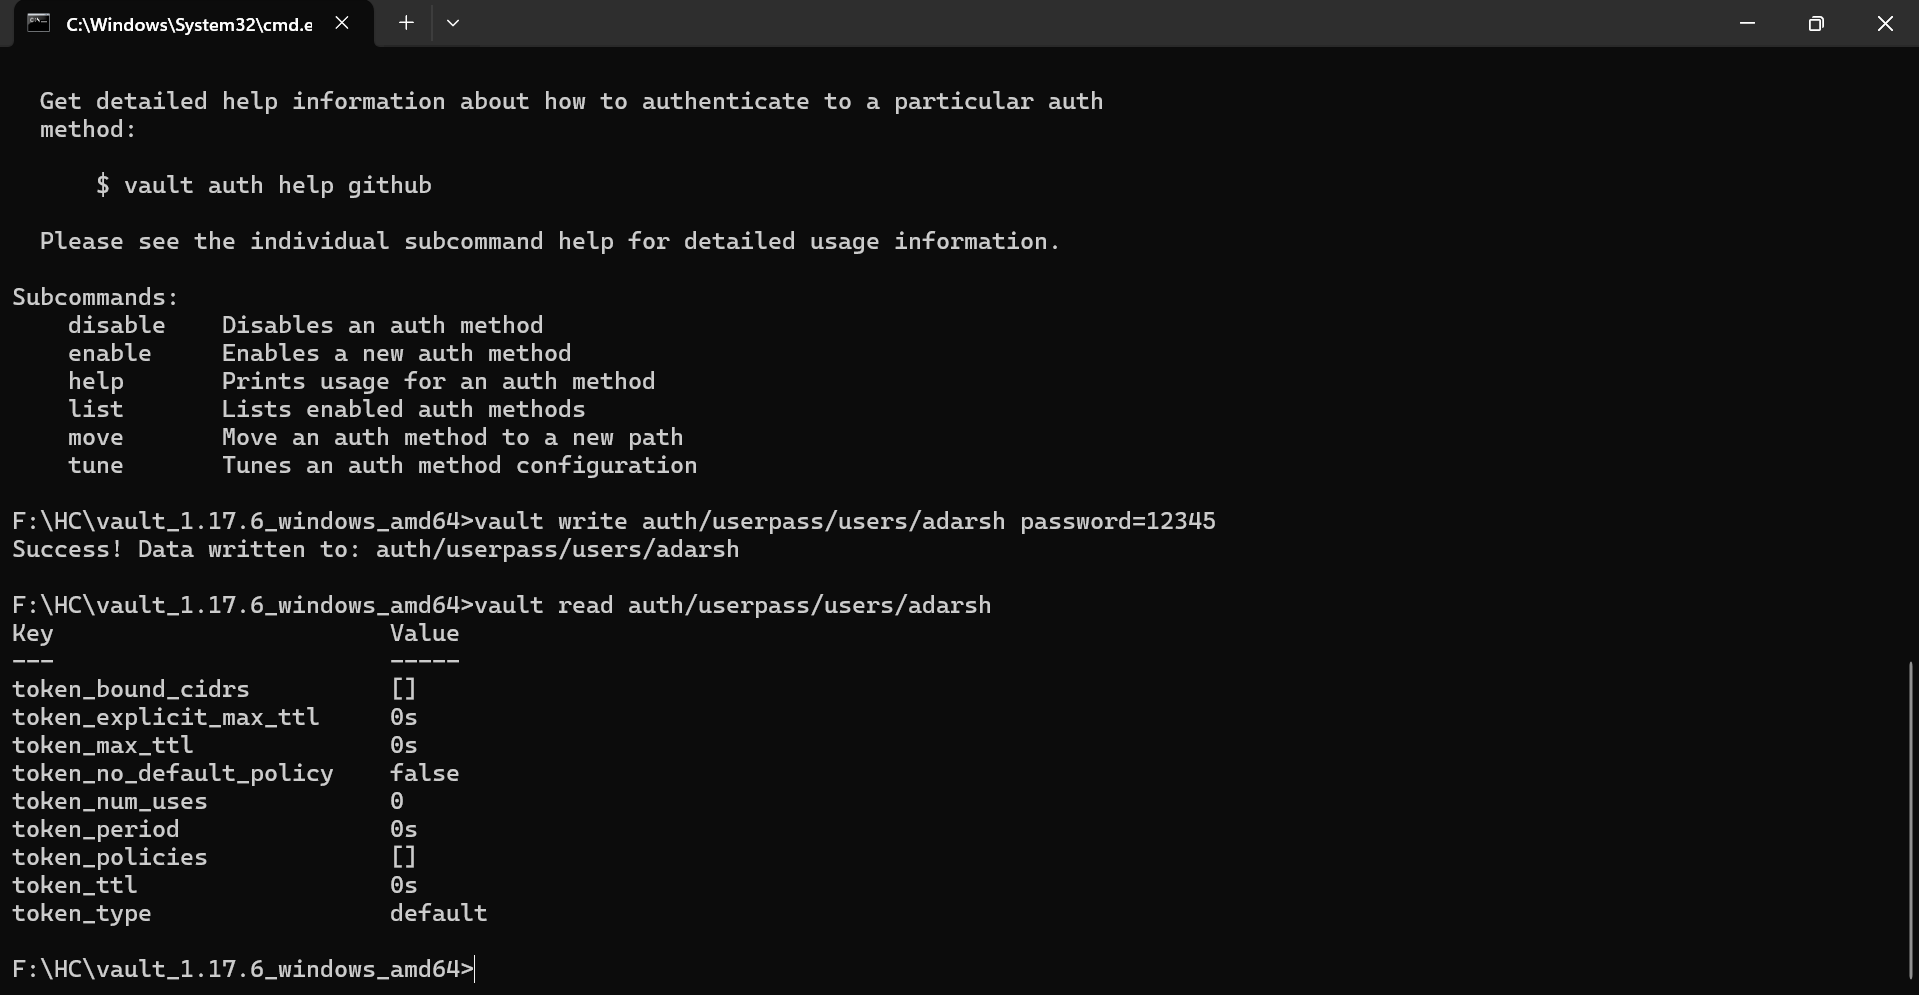 C:\Windows\System32\cmd.e
Get detailed help information about how to authenticate to a particular auth
method:
$ vault auth help github
Please see the individual subcommand help for detailed usage information.
Subcommands:
disable    Disables an auth method
enable     Enables a new auth method
help       Prints usage for an auth method
list       Lists enabled auth methods
move       Move an auth method to a new path
tune       Tunes an auth method configuration
F:\HC\vault_1.17.6_windows_amd64>vault write auth/userpass/users/adarsh password=12345
Success! Data written to: auth/userpass/users/adarsh
F:\HC\vault_1.17.6_windows_amd64>vault read auth/userpass/users/adarsh
Key                        Value
---                        -----
token_bound_cidrs          []
token_explicit_max_ttl     0s
token_max_ttl              0s
token_no_default_policy    false
token_num_uses             0
token_period               0s
token_policies             []
token_ttl                  0s
token_type                 default
F:\HC\vault_1.17.6_windows_amd64>